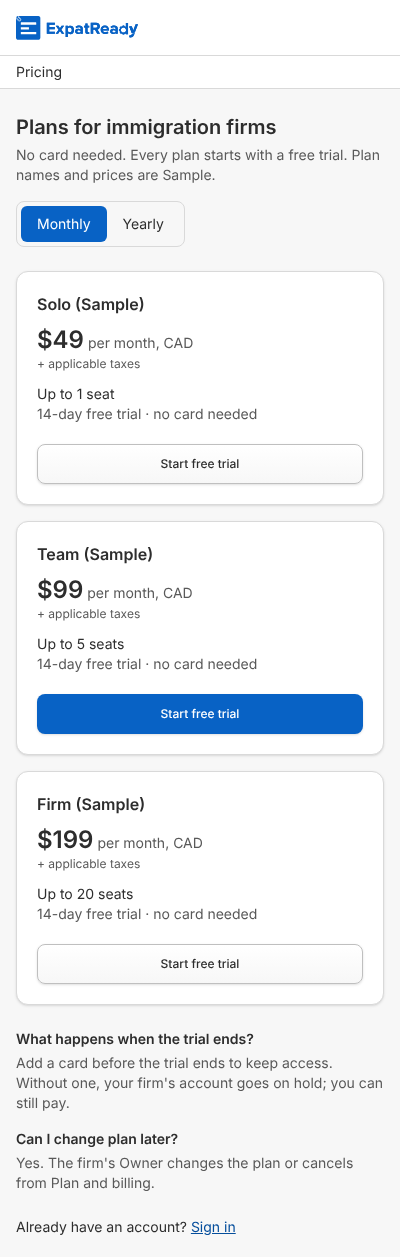 ExpatReady
Pricing
Plans for immigration firms
No card needed. Every plan starts with a free trial. Plan
names and prices are Sample.
Monthly Yearly
Solo (Sample)
$49 per month, CAD
+ applicable taxes
Up to 1 seat
14-day free trial · no card needed
Start free trial
Team (Sample)
$99 per month, CAD
+ applicable taxes
Up to 5 seats
14-day free trial · no card needed
Start free trial
Firm (Sample)
$199 per month, CAD
+ applicable taxes
Up to 20 seats
14-day free trial · no card needed
Start free trial
What happens when the trial ends?
Add a card before the trial ends to keep access.
Without one, your firm's account goes on hold; you can
still pay.
Can I change plan later?
Yes. The firm's Owner changes the plan or cancels
from Plan and billing.
Already have an account? Sign in